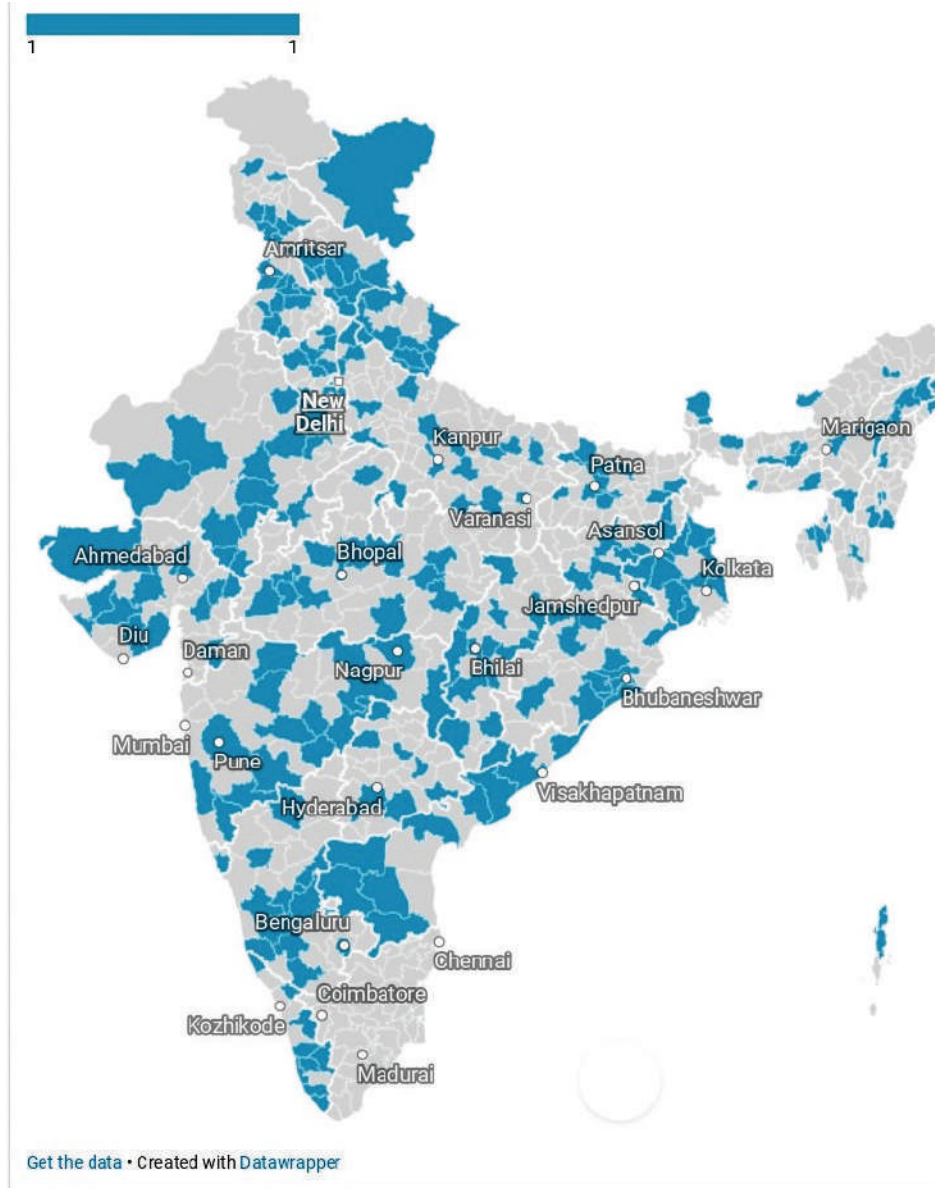 1 1
Amritsar
New
Delhi
Kanpur
Marigaon
Patna
Varanasi
Asansol
Ahmedabad
Bhopal
Kolkata
Jamshedpur
Diu
Daman
Nagpur
Bhilai
Bhubaneshwar
Mumbai
Pune
Hyderabad
Visakhapatnam
Bengaluru
Chennai
Coimbatore
Kozhikode
Madurai
Get the data • Created with Datawrapper